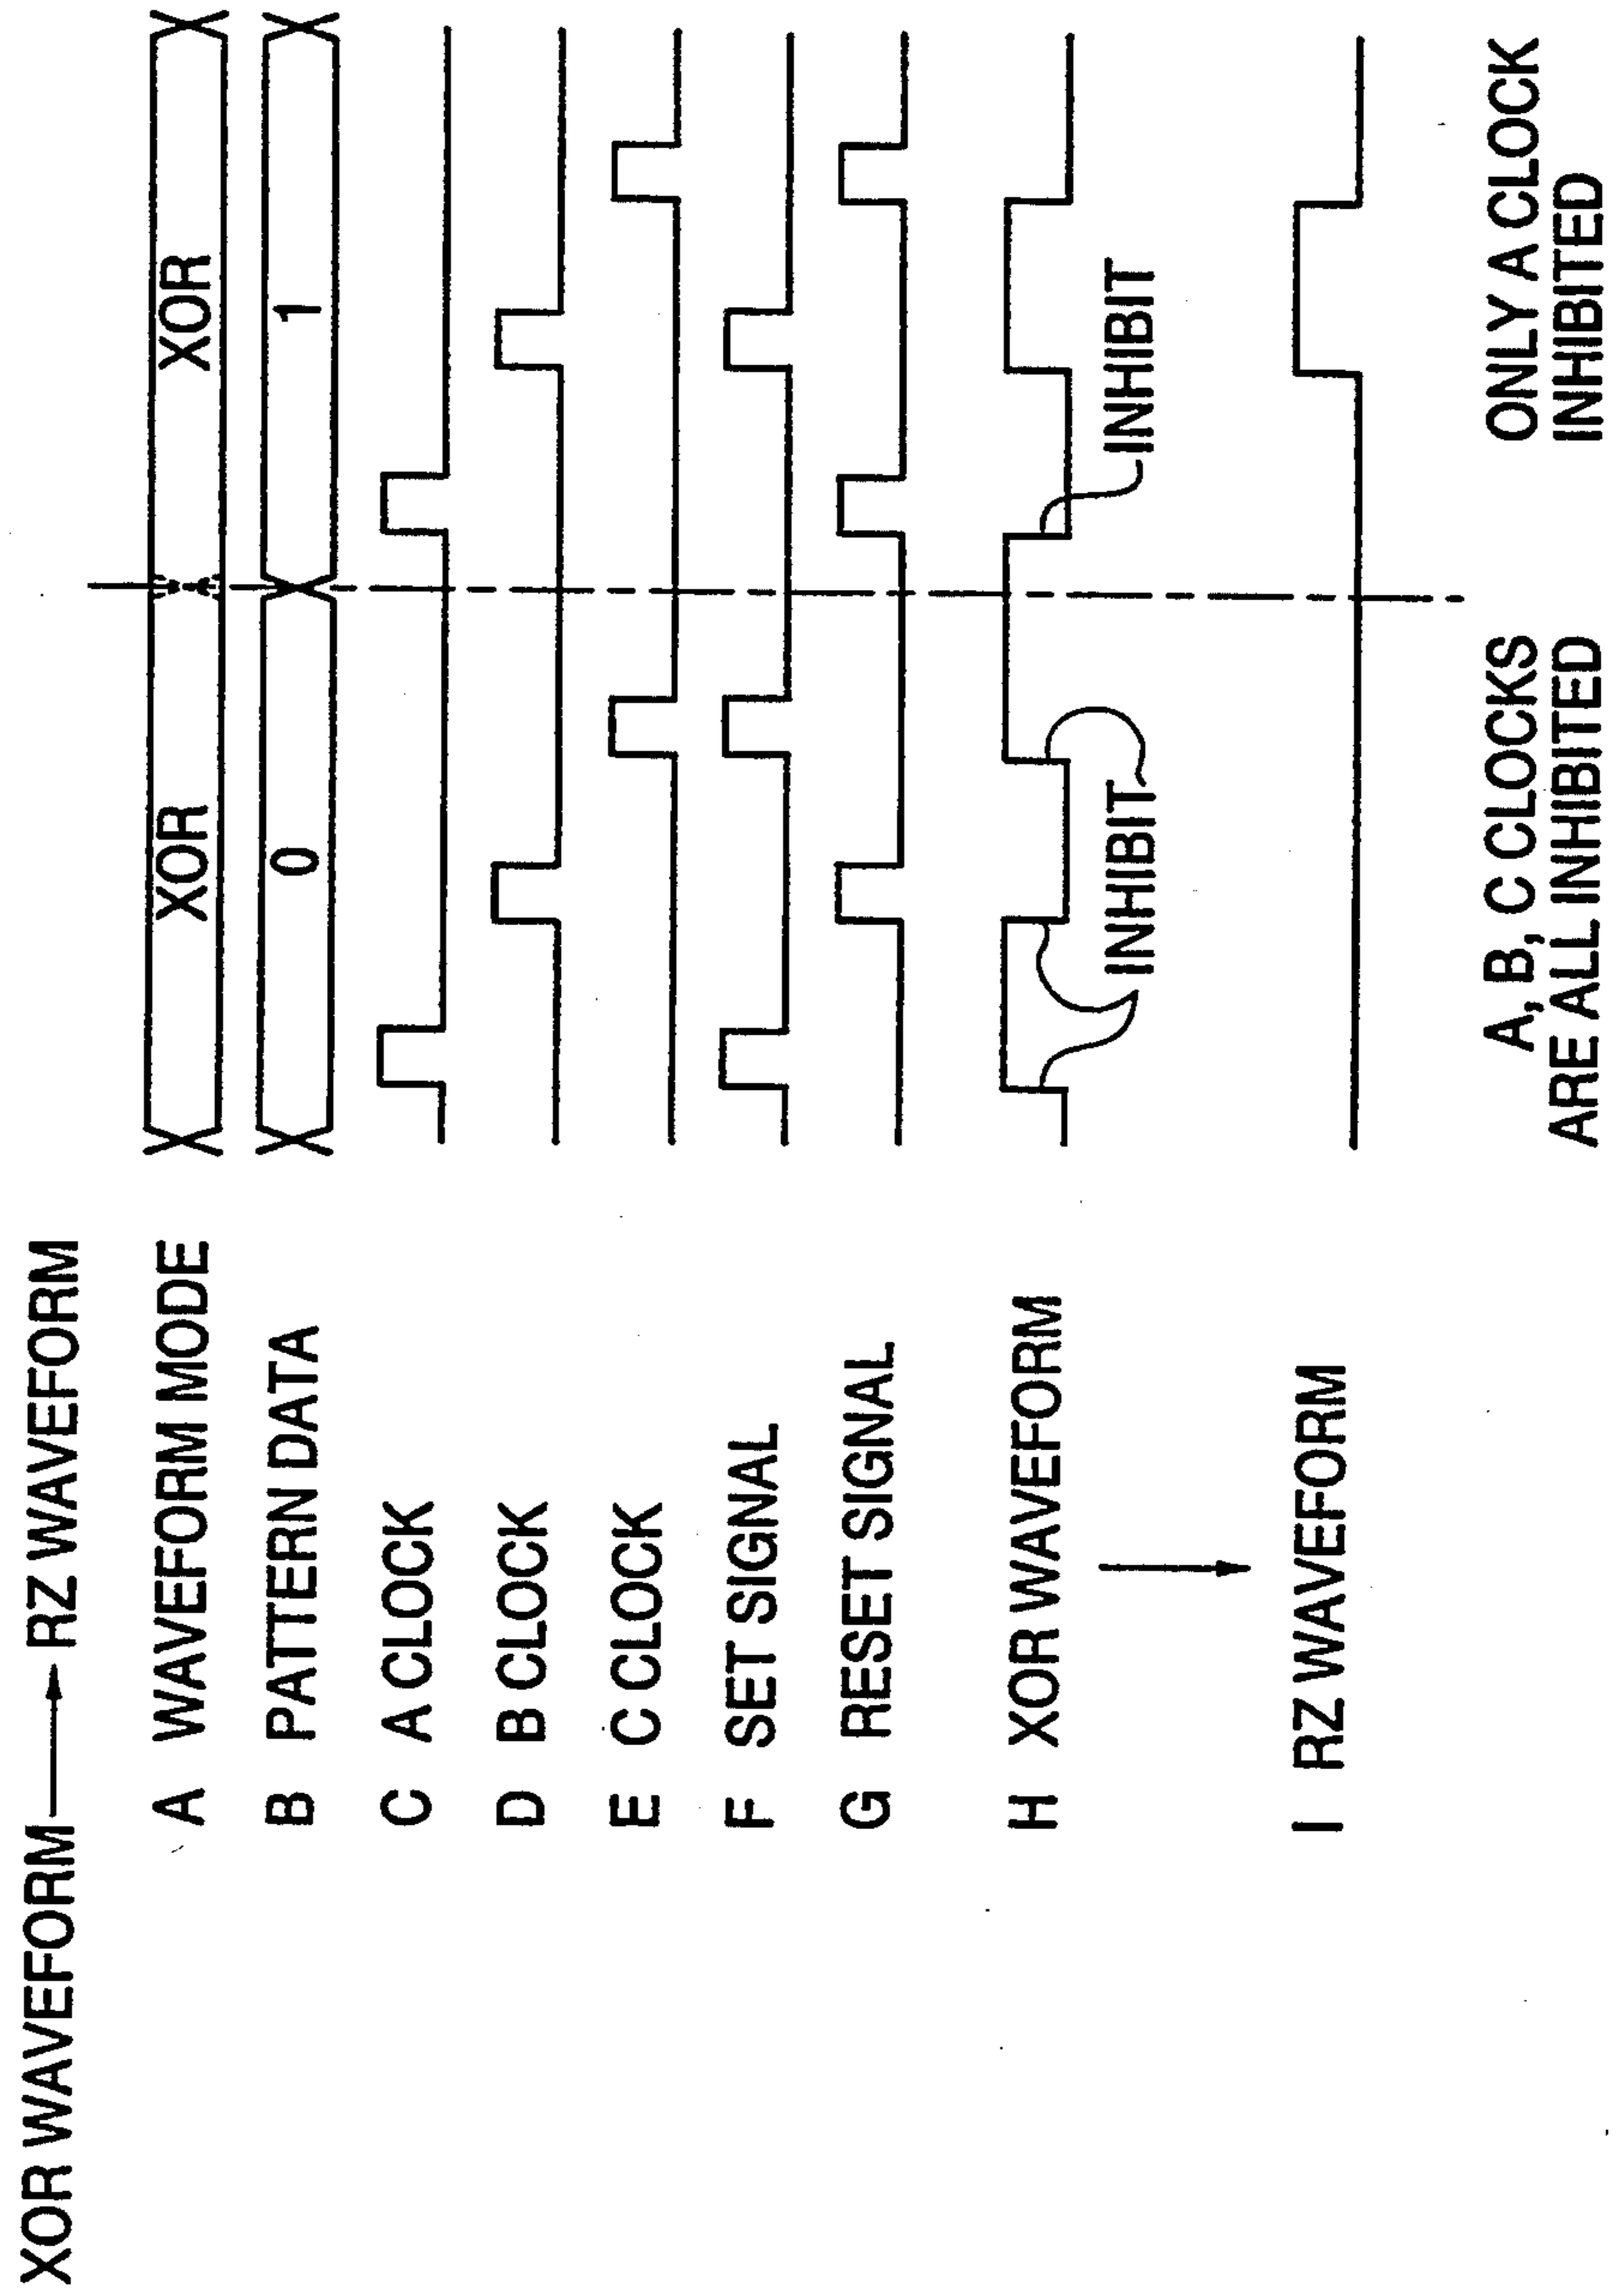 XOR WAVEFORM → RZ WAVEFORM
A WAVEFORM MODE XOR XOR
B PATTERN DATA 0 1
C A CLOCK
D B CLOCK
E C CLOCK
F SET SIGNAL
G RESET SIGNAL
H XOR WAVEFORM
INHIBIT INHIBIT
I RZ WAVEFORM
A, B, C CLOCKS
ARE ALL INHIBITED
ONLY A CLOCK
INHIBITED